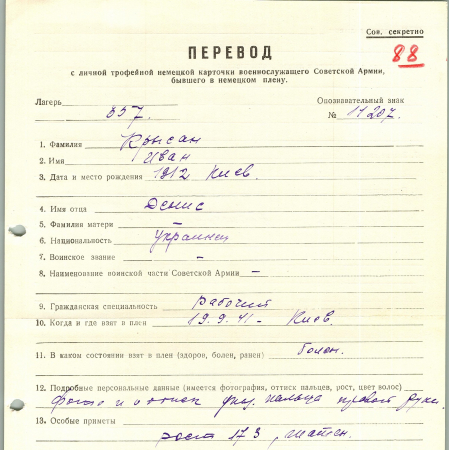 Сов. секретно
88
ПЕРЕВОД
с личной трофейной немецкой карточки военнослужащего Советской Армии,
бывшего в немецком плену.
Лагерь 357. Опознавательный знак
№ 11207.
1. Фамилия
2. Имя Иван
3. Дата и место рождения 1912 Киев.
4. Имя отца Денис
5. Фамилия матери –
6. Национальность украинец
7. Воинское звание –
8. Наименование воинской части Советской Армии –
9. Гражданская специальность Рабочий
10. Когда и где взят в плен 19.9.41 – Киев.
11. В каком состоянии взят в плен (здоров, болен, ранен) болен.
12. Подробные персональные данные (имеется фотография, оттиск пальцев, рост, цвет волос)
фото и оттиск указ. пальца правой руки.
13. Особые приметы
рост 173, шатен.